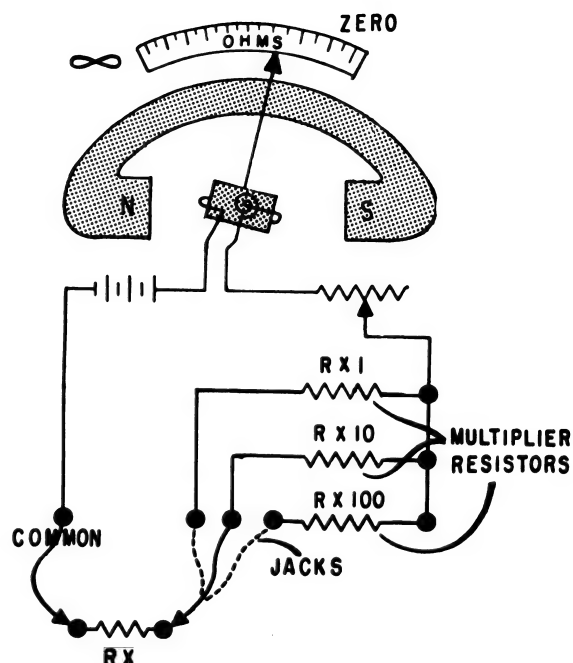 ZERO
∞
OHMS
N
S
R X 1
R X 10
MULTIPLIER
RESISTORS
R X 100
COMMON
JACKS
RX